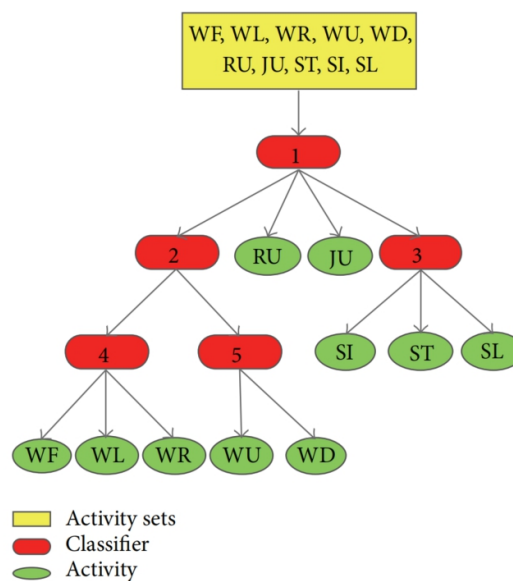 WF, WL, WR, WU, WD,
RU, JU, ST, SI, SL
1
2
RU
JU
3
4
5
SI
ST
SL
WF
WL
WR
WU
WD
Activity sets
Classifier
Activity